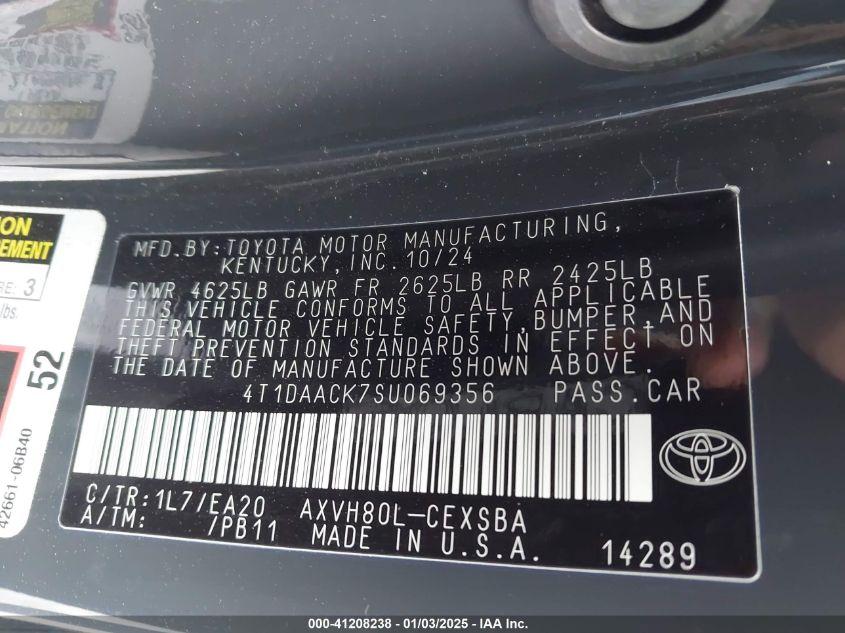 NOITAM
ION
EMENT
RE: 3
lbs.
52
42661-06B40
MFD.BY:TOYOTA MOTOR MANUFACTURING,
KENTUCKY,INC. 10/24
GVWR 4625LB GAWR FR 2625LB RR 2425LB
THIS VEHICLE CONFORMS TO ALL APPLICABLE
FEDERAL MOTOR VEHICLE SAFETY,BUMPER,AND
THEFT PREVENTION STANDARDS IN EFFECT ON
THE DATE OF MANUFACTURE SHOWN ABOVE.
4T1DAACK7SU069356 PASS.CAR
C/TR:1L7/EA20 AXVH80L-CEXSBA
A/TM: /PB11 MADE IN U.S.A. 14289
000-41208238 - 01/03/2025 - IAA Inc.